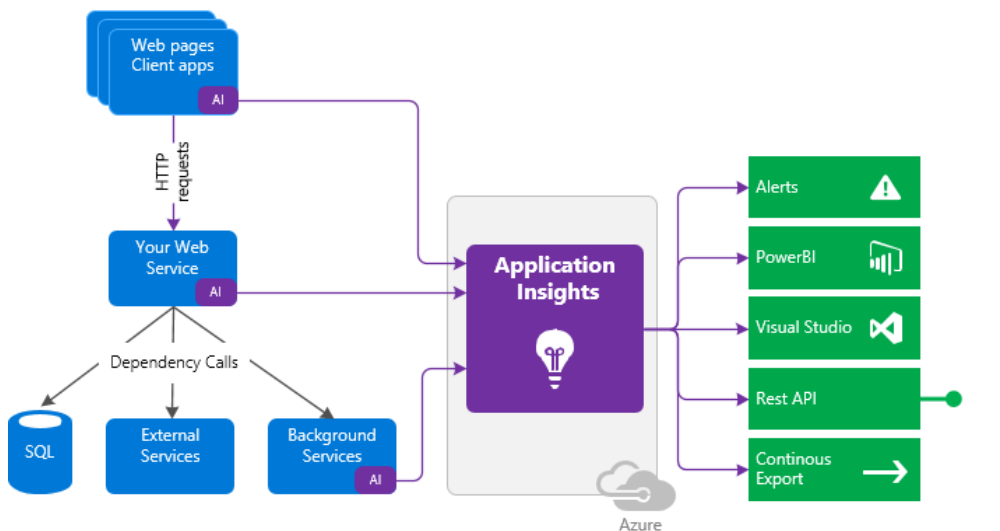 Web pages
Client apps
AI
HTTP
requests
Your Web
Service
AI
Dependency Calls
SQL
External
Services
Background
Services
AI
Application
Insights
Azure
Alerts
PowerBI
Visual Studio
Rest API
Continous
Export